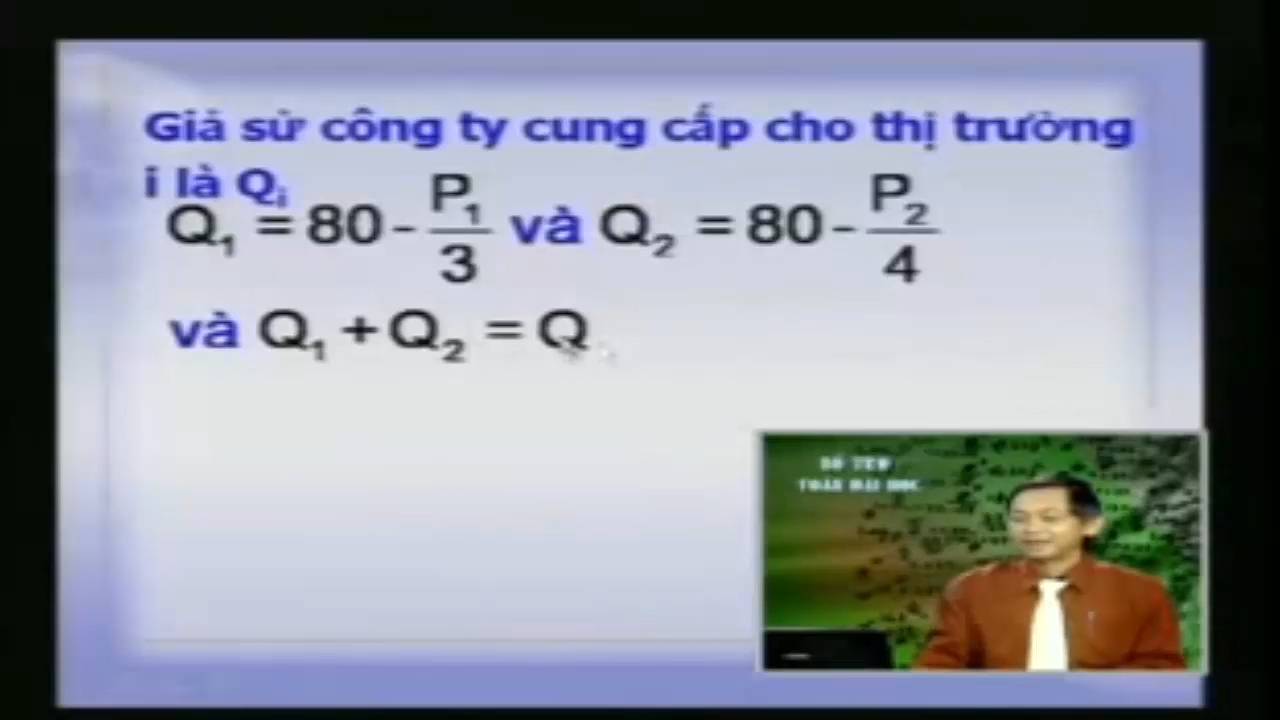 Giả sử công ty cung cấp cho thị trường
i là Qᵢ
Q₁ = 80 - P₁/3 và Q₂ = 80 - P₂/4
và Q₁ + Q₂ = Q